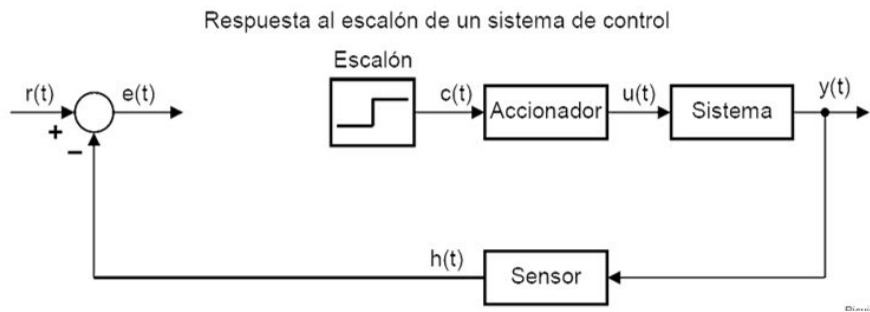 Respuesta al escalón de un sistema de control
Escalón
r(t)
e(t)
c(t)
Accionador
u(t)
Sistema
y(t)
+
−
h(t)
Sensor